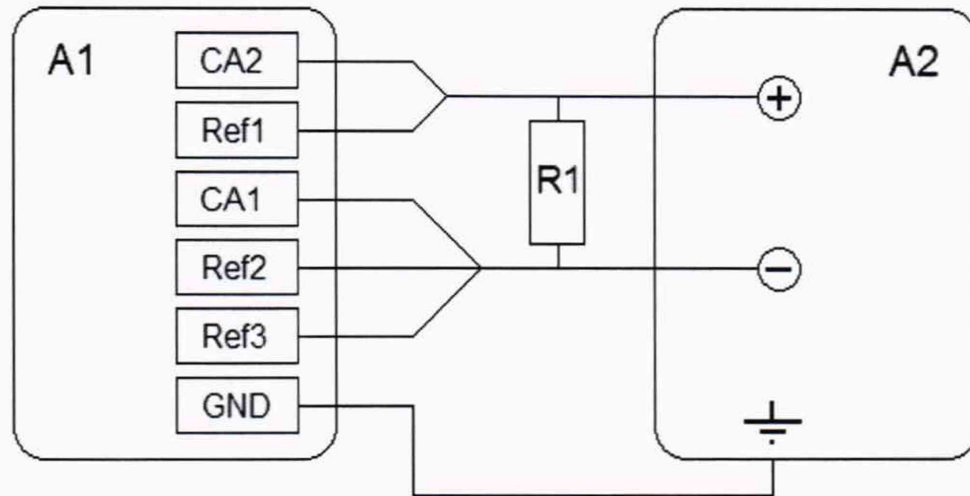 A1
CA2
Ref1
CA1
Ref2
Ref3
GND
R1
A2
+
−